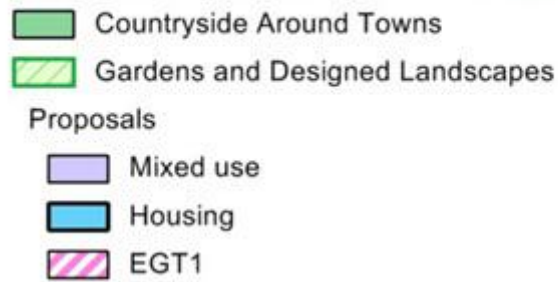 Countryside Around Towns
Gardens and Designed Landscapes
Proposals
Mixed use
Housing
EGT1